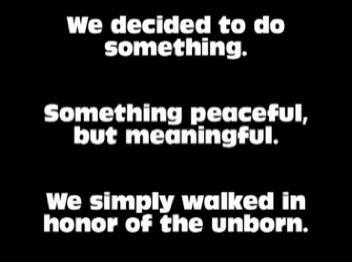 We decided to do
something.
Something peaceful,
but meaningful.
We simply walked in
honor of the unborn.